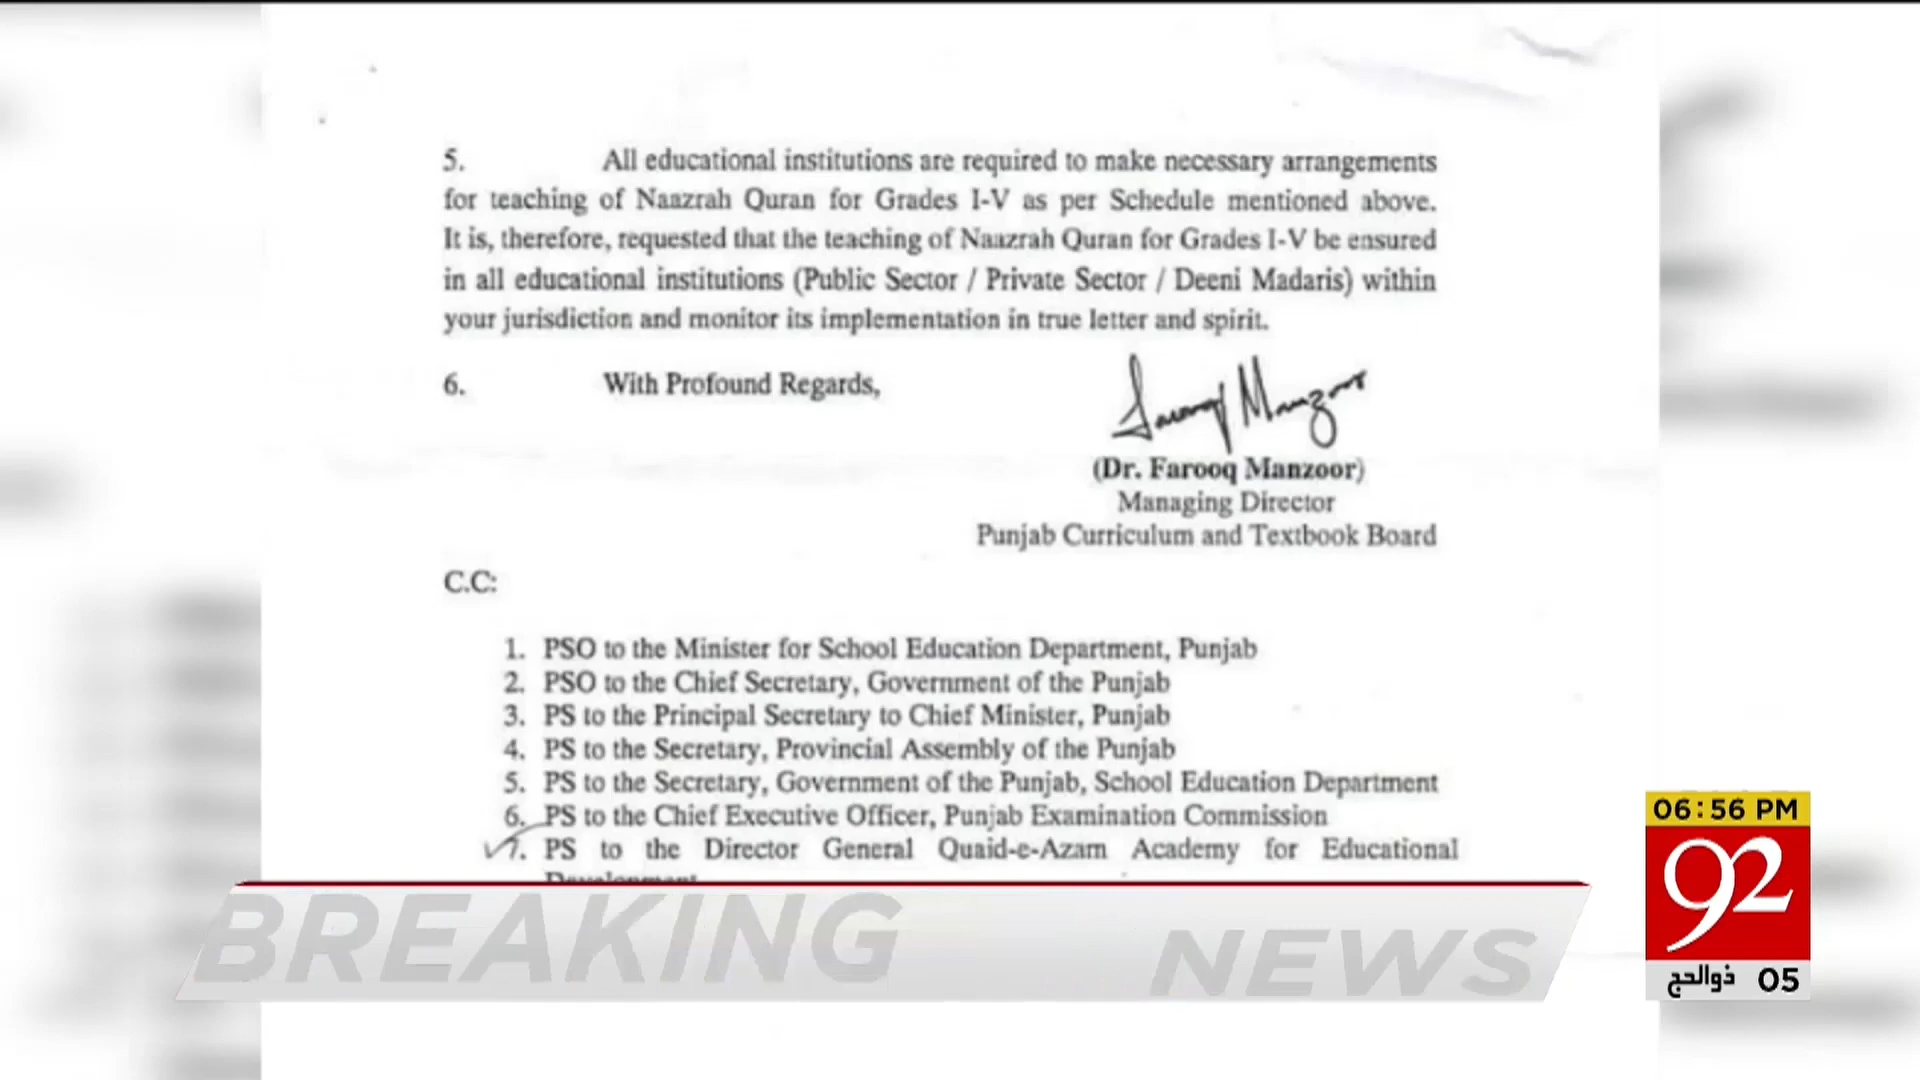 5. All educational institutions are required to make necessary arrangements
for teaching of Naazrah Quran for Grades I-V as per Schedule mentioned above.
It is, therefore, requested that the teaching of Naazrah Quran for Grades I-V be ensured
in all educational institutions (Public Sector / Private Sector / Deeni Madaris) within
your jurisdiction and monitor its implementation in true letter and spirit.
6. With Profound Regards,
Farooq Manzoor
(Dr. Farooq Manzoor)
Managing Director
Punjab Curriculum and Textbook Board
C.C:
1. PSO to the Minister for School Education Department, Punjab
2. PSO to the Chief Secretary, Government of the Punjab
3. PS to the Principal Secretary to Chief Minister, Punjab
4. PS to the Secretary, Provincial Assembly of the Punjab
5. PS to the Secretary, Government of the Punjab, School Education Department
6. PS to the Chief Executive Officer, Punjab Examination Commission
7. PS to the Director General Quaid-e-Azam Academy for Educational
Development
BREAKING NEWS
06:56 PM
92
05 ذوالحج